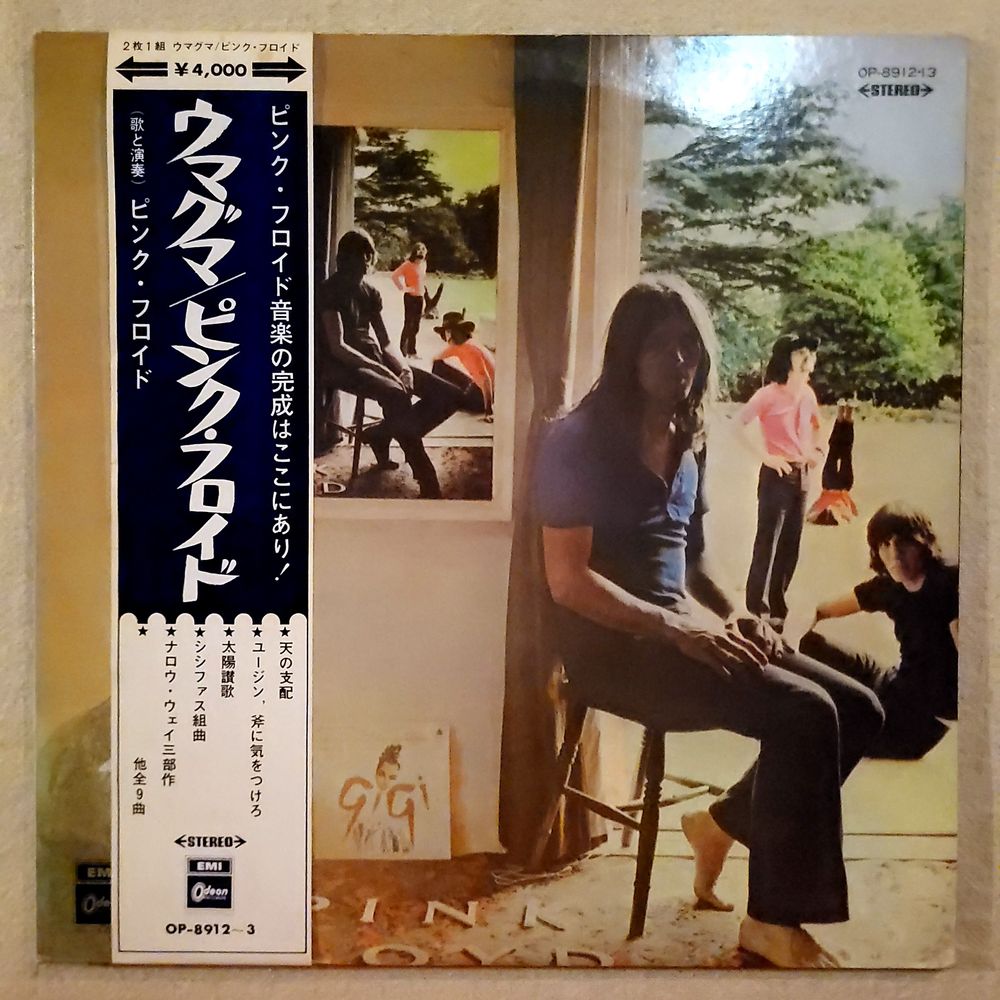 2枚1組 ウマグマ/ピンク・フロイド
¥4,000
ピンク・フロイド音楽の完成はここにあり!
ウマグマ/ピンク・フロイド
(歌と演奏) ピンク・フロイド
★天の支配
★ユージン,斧に気をつけろ
★太陽讃歌
★シシファス組曲
★ナロウ・ウェイ三部作
★ 他全9曲
STEREO
EMI
Odeon
OP-8912~3
OP-8912-13
STEREO
GiGi
PINK
OYD
D
EM
Ode